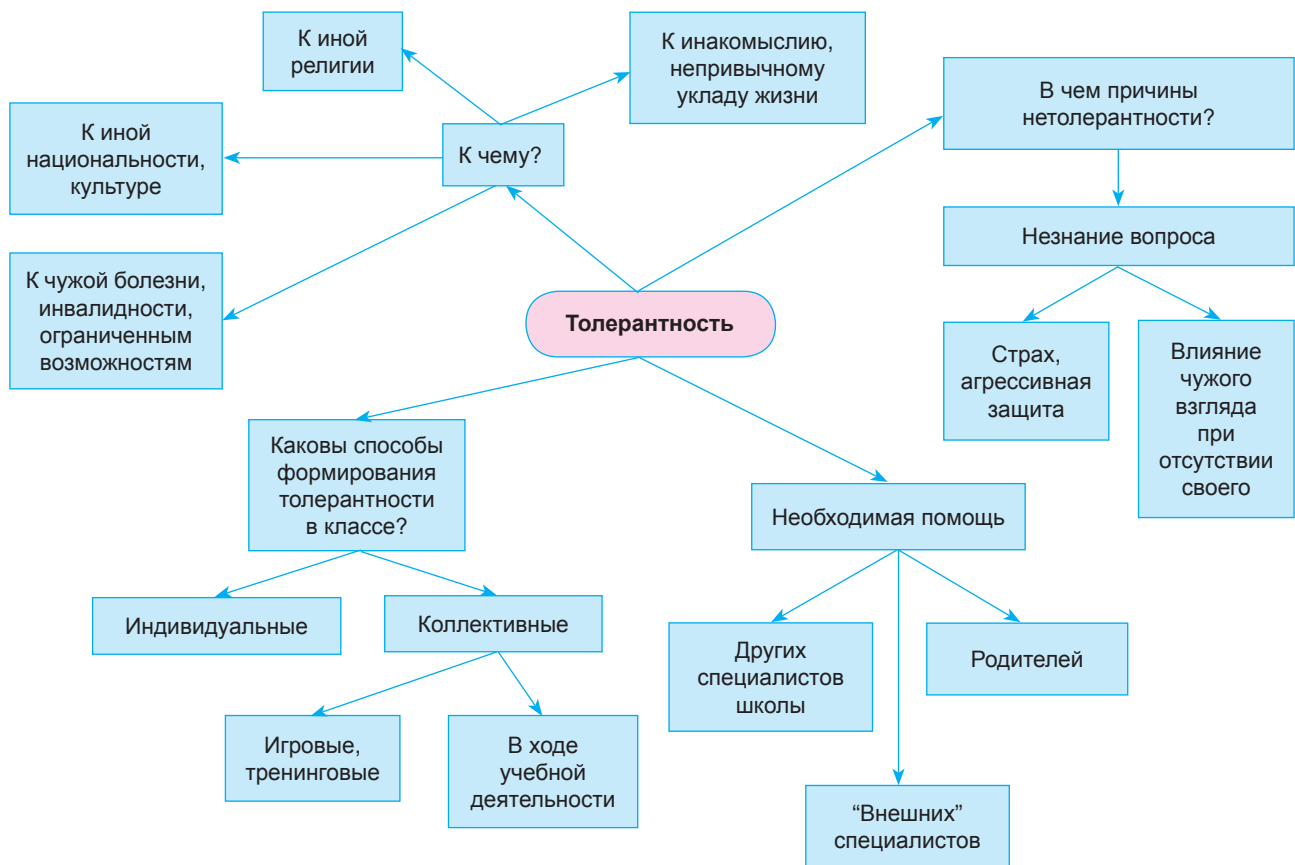 К иной
религии
К инакомыслию,
непривычному
укладу жизни
В чем причины
нетолерантности?
К иной
национальности,
культуре
К чему?
Незнание вопроса
К чужой болезни,
инвалидности,
ограниченным
возможностям
Толерантность
Страх,
агрессивная
защита
Влияние
чужого
взгляда
при
отсутствии
своего
Каковы способы
формирования
толерантности
в классе?
Необходимая помощь
Индивидуальные
Коллективные
Других
специалистов
школы
Родителей
Игровые,
тренинговые
В ходе
учебной
деятельности
“Внешних”
специалистов